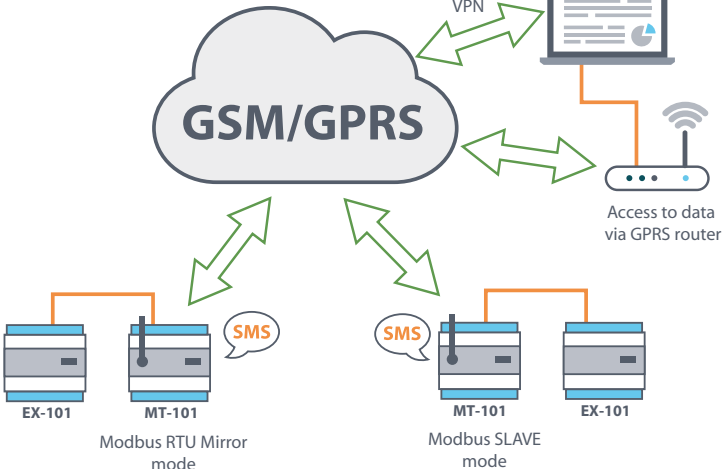 VPN
GSM/GPRS
Access to data
via GPRS router
SMS
SMS
EX-101
MT-101
MT-101
EX-101
Modbus RTU Mirror
mode
Modbus SLAVE
mode